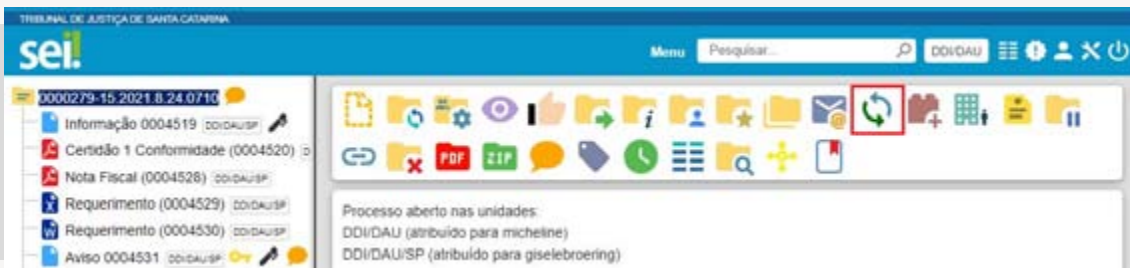 TRIBUNAL DE JUSTIÇA DE SANTA CATARINA
sei!
Menu Pesquisar... DDI/DAU
0000279-15.2021.8.24.0710
Informação 0004519 DDI/DAU/SP
Certidão 1 Conformidade (0004520) D
Nota Fiscal (0004528) DDI/DAU/SP
Requerimento (0004529) DDI/DAU/SP
Requerimento (0004530) DDI/DAU/SP
Aviso 0004531 DDI/DAU/SP
PDF ZIP
Processo aberto nas unidades:
DDI/DAU (atribuído para micheline)
DDI/DAU/SP (atribuído para giselebroering)